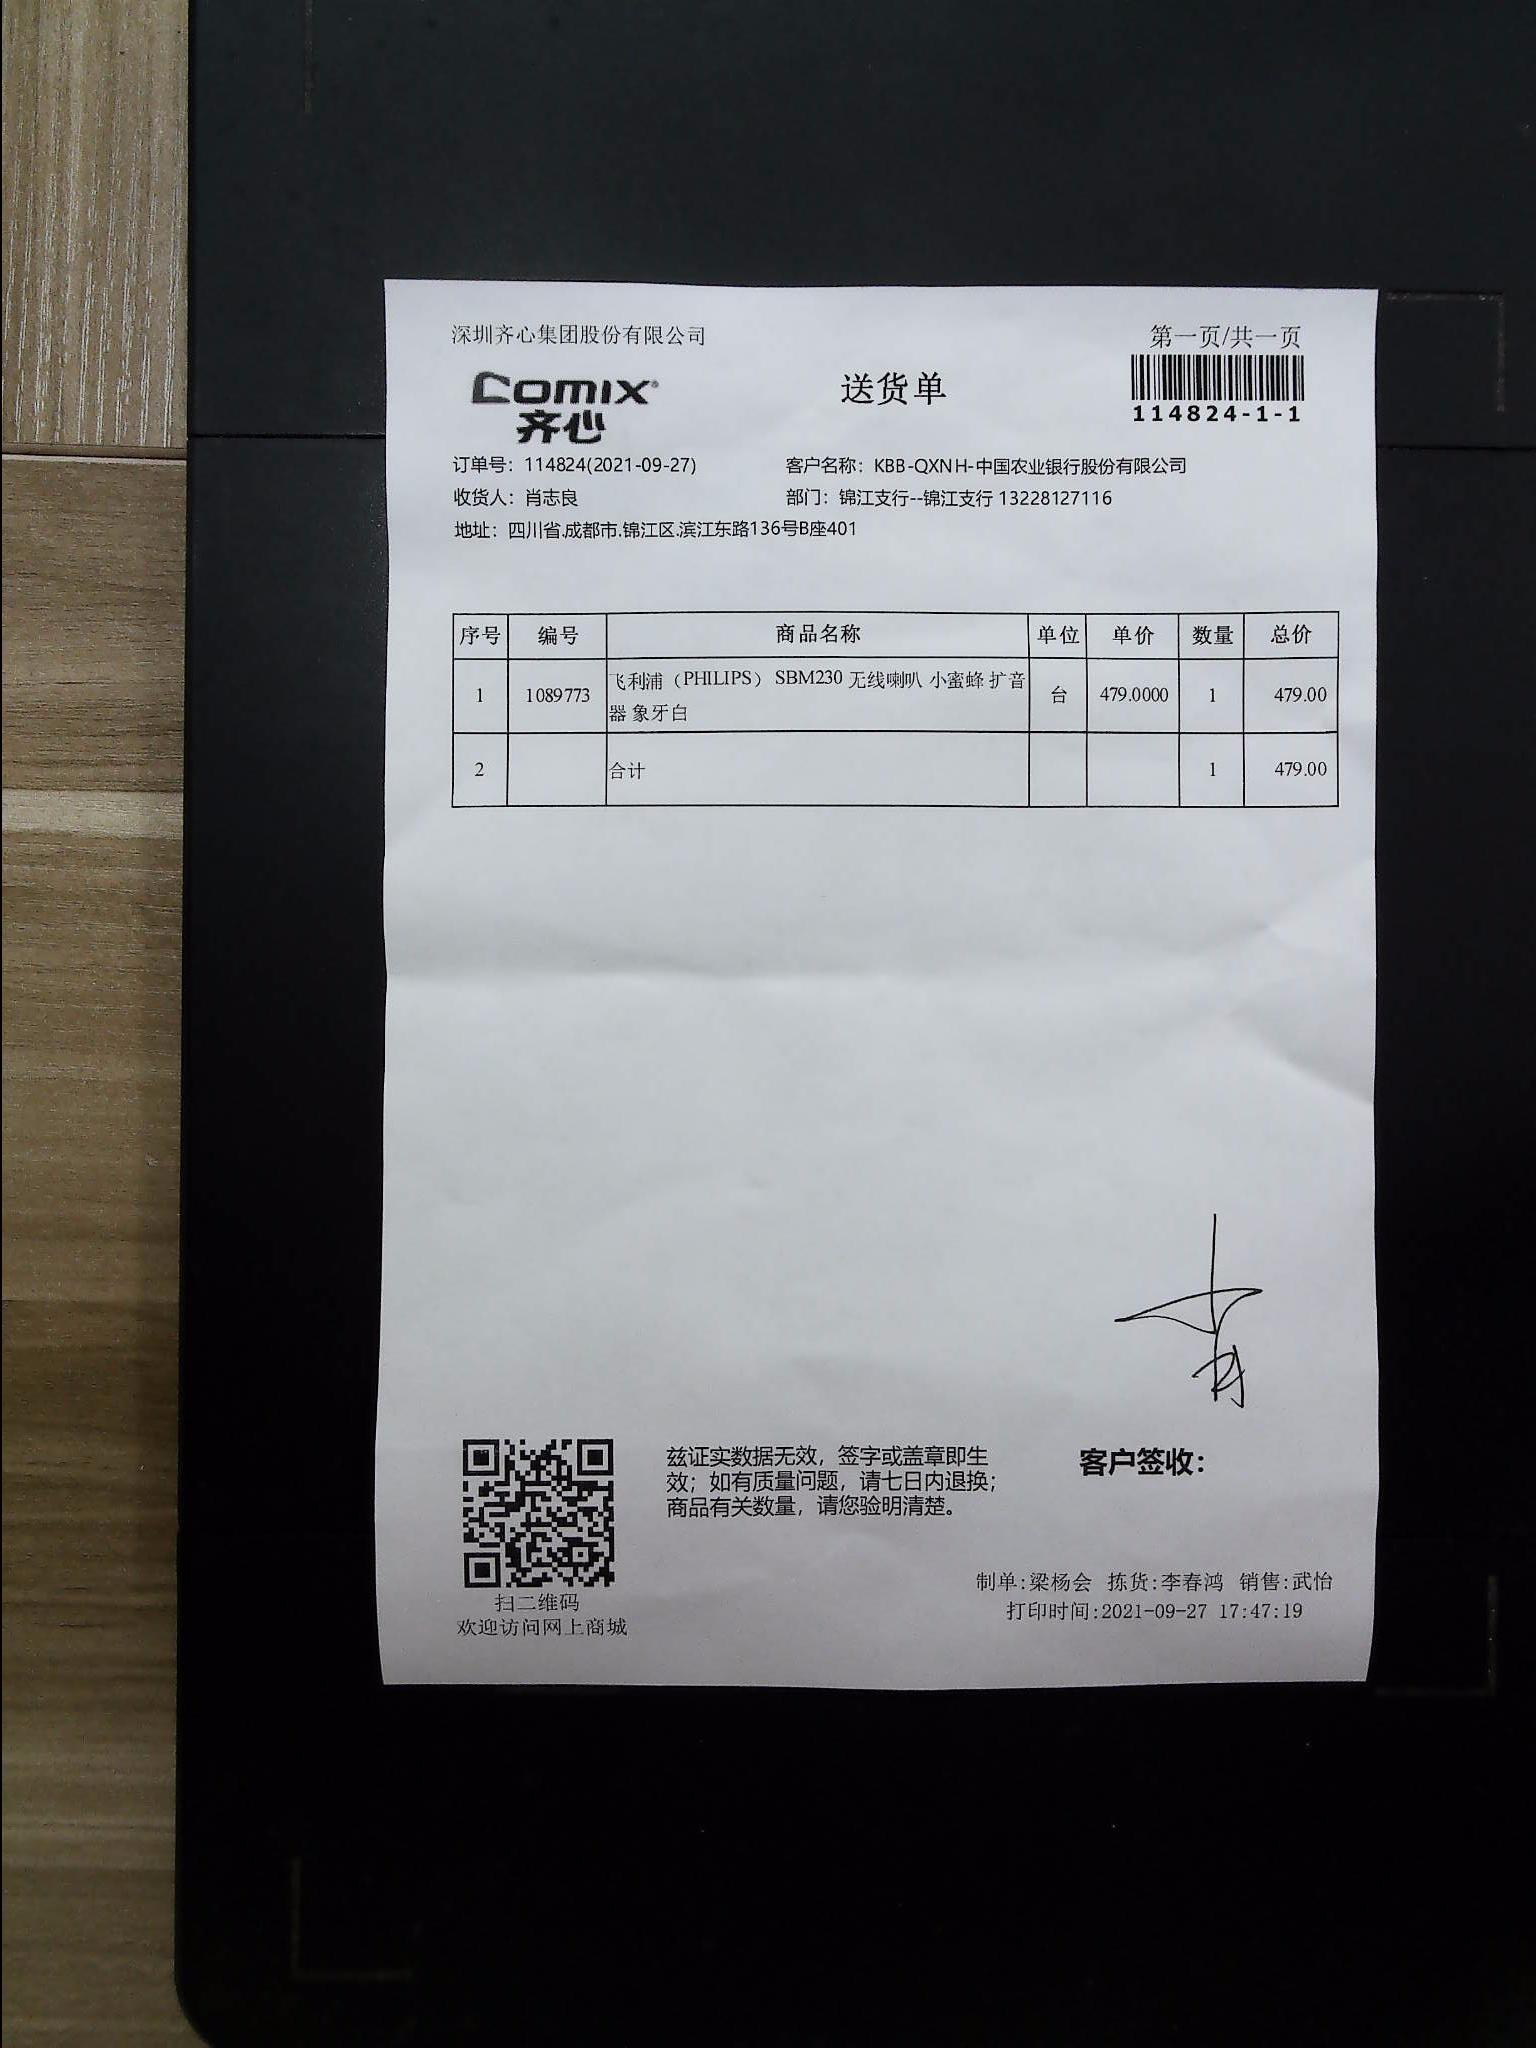 深圳齐心集团股份有限公司
第一页/共一页
COMIX
齐心
送货单
114824-1-1
订单号：114824(2021-09-27)
客户名称：KBB-QXNH-中国农业银行股份有限公司
收货人：肖志良
部门：锦江支行--锦江支行 13228127116
地址：四川省.成都市.锦江区.滨江东路136号B座401
序号 编号 商品名称 单位 单价 数量 总价
1 1089773 飞利浦（PHILIPS） SBM230 无线喇叭 小蜜蜂 扩音 台 479.0000 1 479.00
器 象牙白
2 合计 1 479.00
兹证实数据无效，签字或盖章即生
效；如有质量问题，请七日内退换；
商品有关数量，请您验明清楚。
客户签收：
扫二维码
欢迎访问网上商城
制单:梁杨会 拣货:李春鸿 销售:武怡
打印时间:2021-09-27 17:47:19